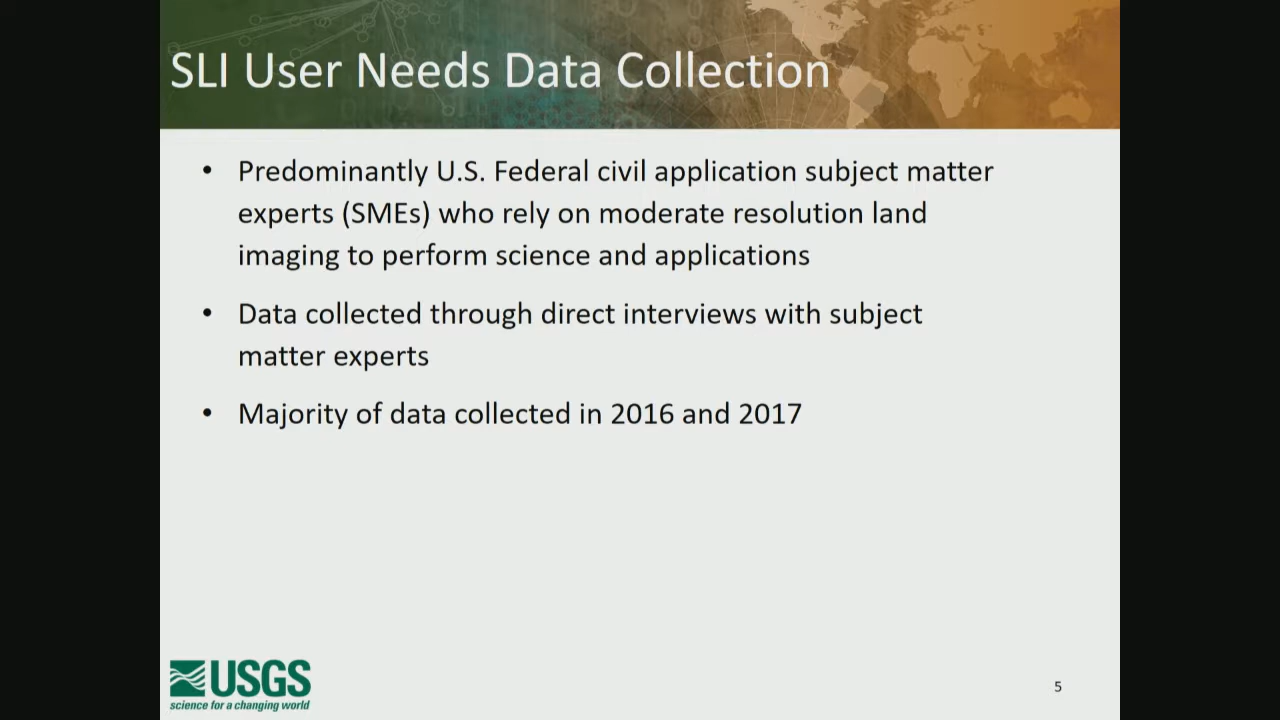 SLI User Needs Data Collection
• Predominantly U.S. Federal civil application subject matter
experts (SMEs) who rely on moderate resolution land
imaging to perform science and applications
• Data collected through direct interviews with subject
matter experts
• Majority of data collected in 2016 and 2017
USGS
science for a changing world
5